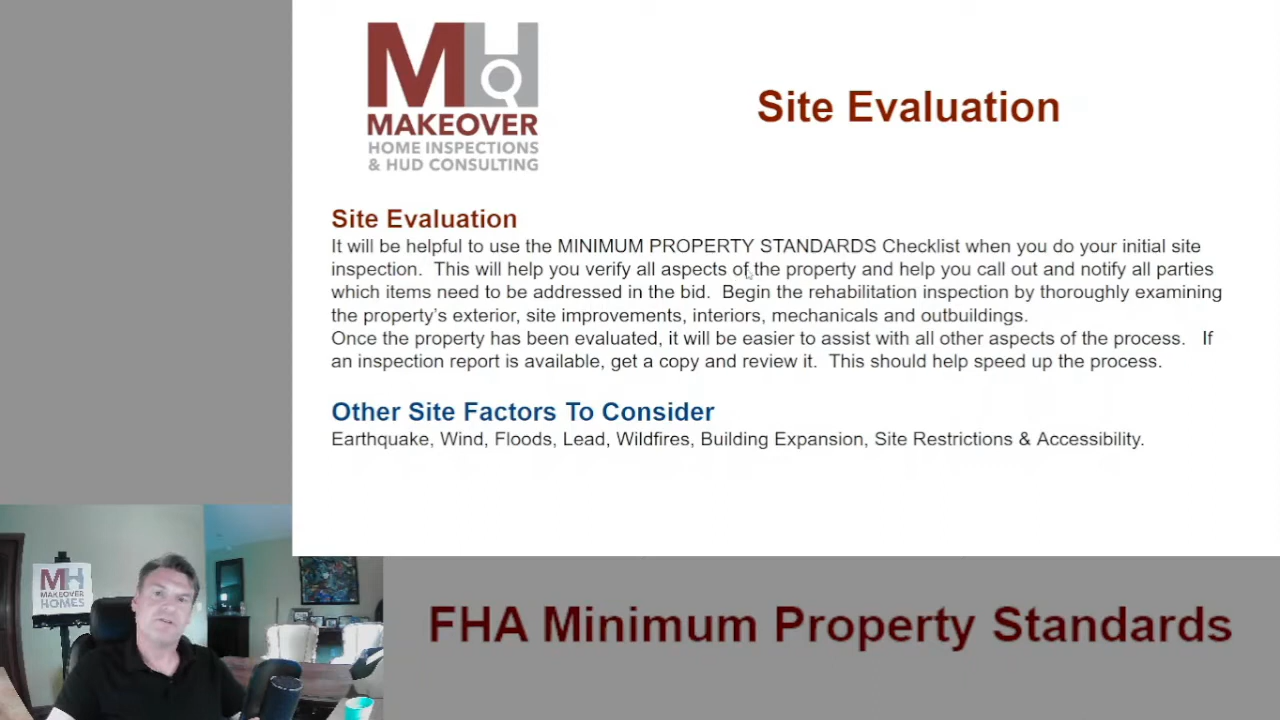 MH
MAKEOVER
HOME INSPECTIONS
& HUD CONSULTING
Site Evaluation
Site Evaluation
It will be helpful to use the MINIMUM PROPERTY STANDARDS Checklist when you do your initial site
inspection. This will help you verify all aspects of the property and help you call out and notify all parties
which items need to be addressed in the bid. Begin the rehabilitation inspection by thoroughly examining
the property's exterior, site improvements, interiors, mechanicals and outbuildings.
Once the property has been evaluated, it will be easier to assist with all other aspects of the process. If
an inspection report is available, get a copy and review it. This should help speed up the process.
Other Site Factors To Consider
Earthquake, Wind, Floods, Lead, Wildfires, Building Expansion, Site Restrictions & Accessibility.
MH
MAKEOVER
HOMES
FHA Minimum Property Standards